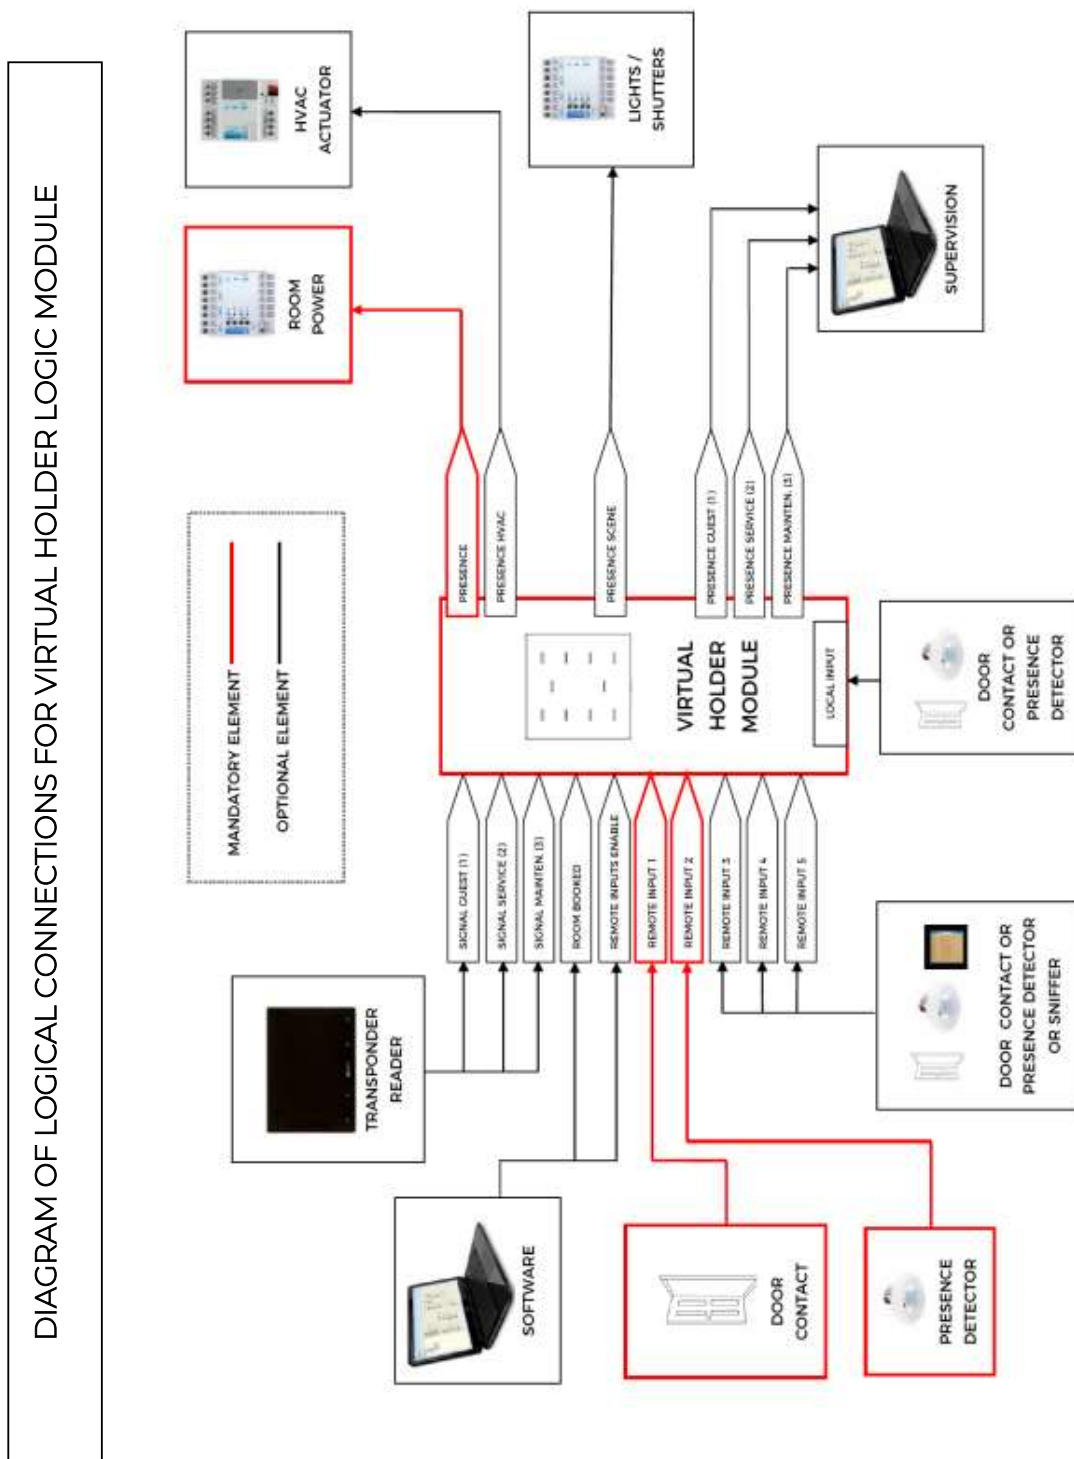 DIAGRAM OF LOGICAL CONNECTIONS FOR VIRTUAL HOLDER LOGIC MODULE
MANDATORY ELEMENT
OPTIONAL ELEMENT
SOFTWARE
TRANSPONDER
READER
DOOR
CONTACT
PRESENCE
DETECTOR
DOOR CONTACT OR
PRESENCE DETECTOR
OR SNIFFER
SIGNAL GUEST (1)
SIGNAL SERVICE (2)
SIGNAL MAINTEN. (3)
ROOM BOOKED
REMOTE INPUTS ENABLE
REMOTE INPUT 1
REMOTE INPUT 2
REMOTE INPUT 3
REMOTE INPUT 4
REMOTE INPUT 5
VIRTUAL
HOLDER
MODULE
LOCAL INPUT
DOOR
CONTACT OR
PRESENCE
DETECTOR
PRESENCE
PRESENCE HVAC
PRESENCE SCENE
PRESENCE GUEST (1)
PRESENCE SERVICE (2)
PRESENCE MAINTEN. (3)
ROOM
POWER
HVAC
ACTUATOR
LIGHTS /
SHUTTERS
SUPERVISION